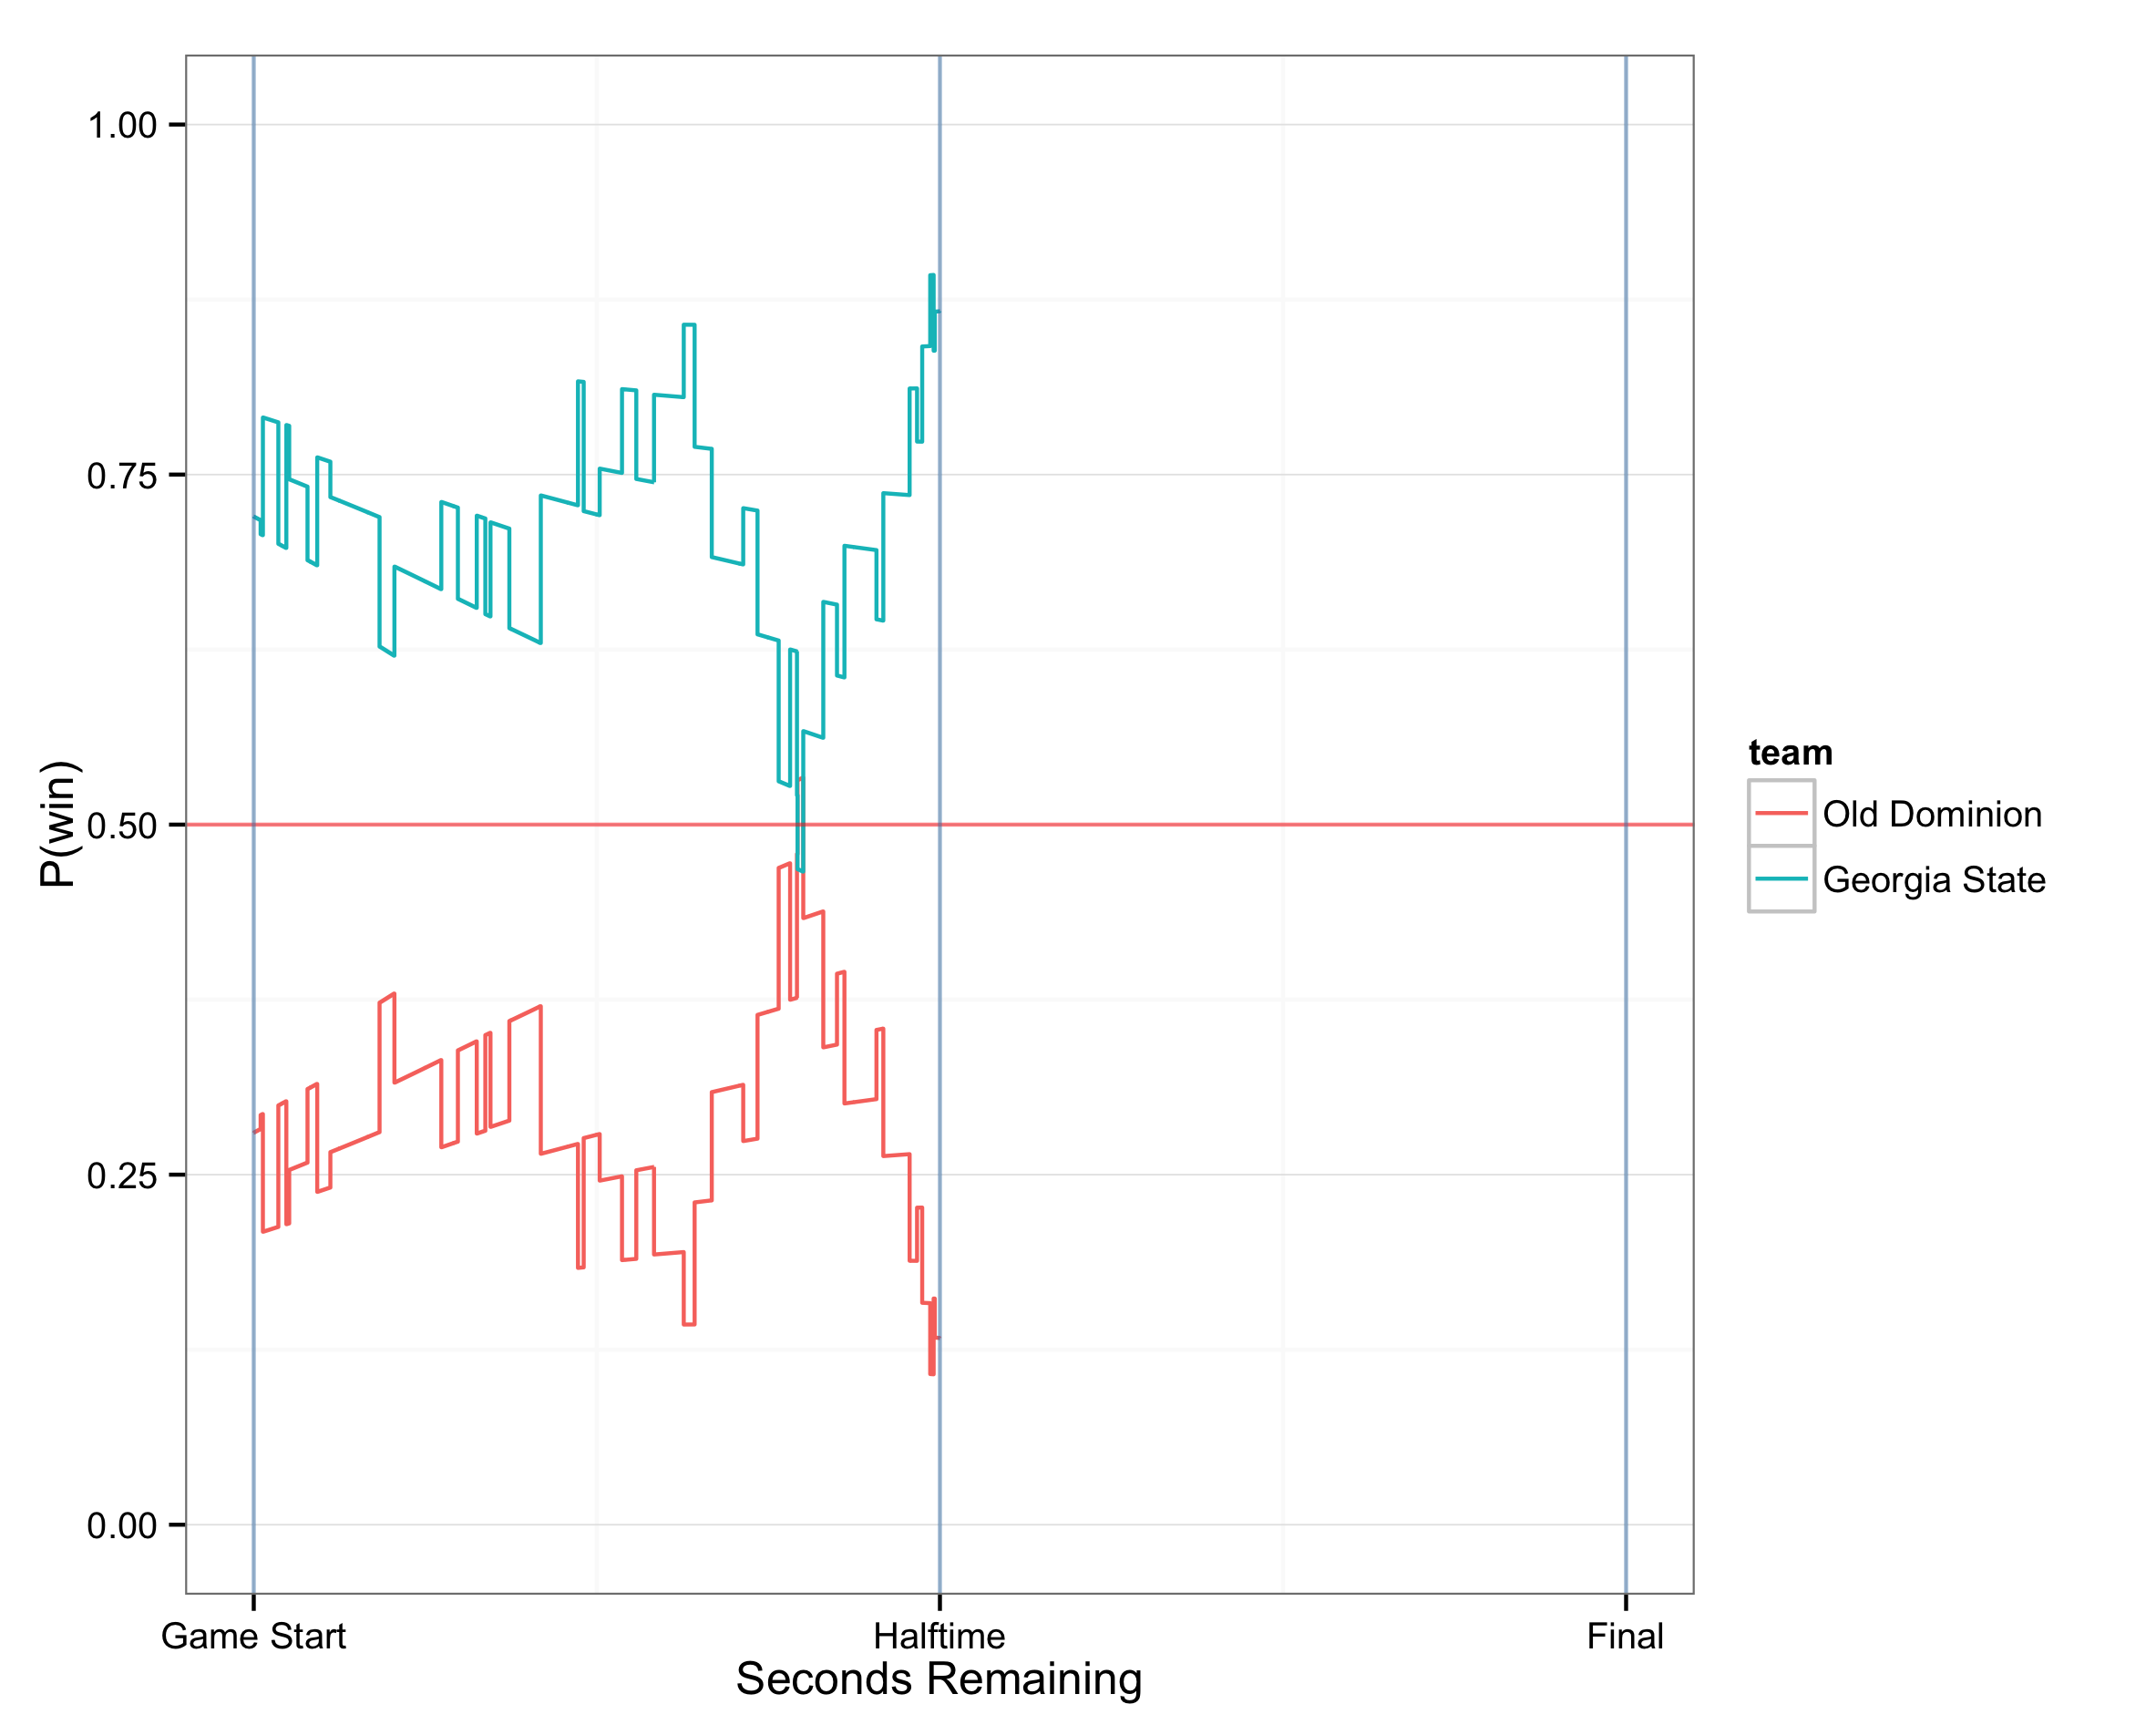 1.00
0.75
0.50
0.25
0.00
P(win)
Game Start
Halftime
Final
Seconds Remaining
team
Old Dominion
Georgia State